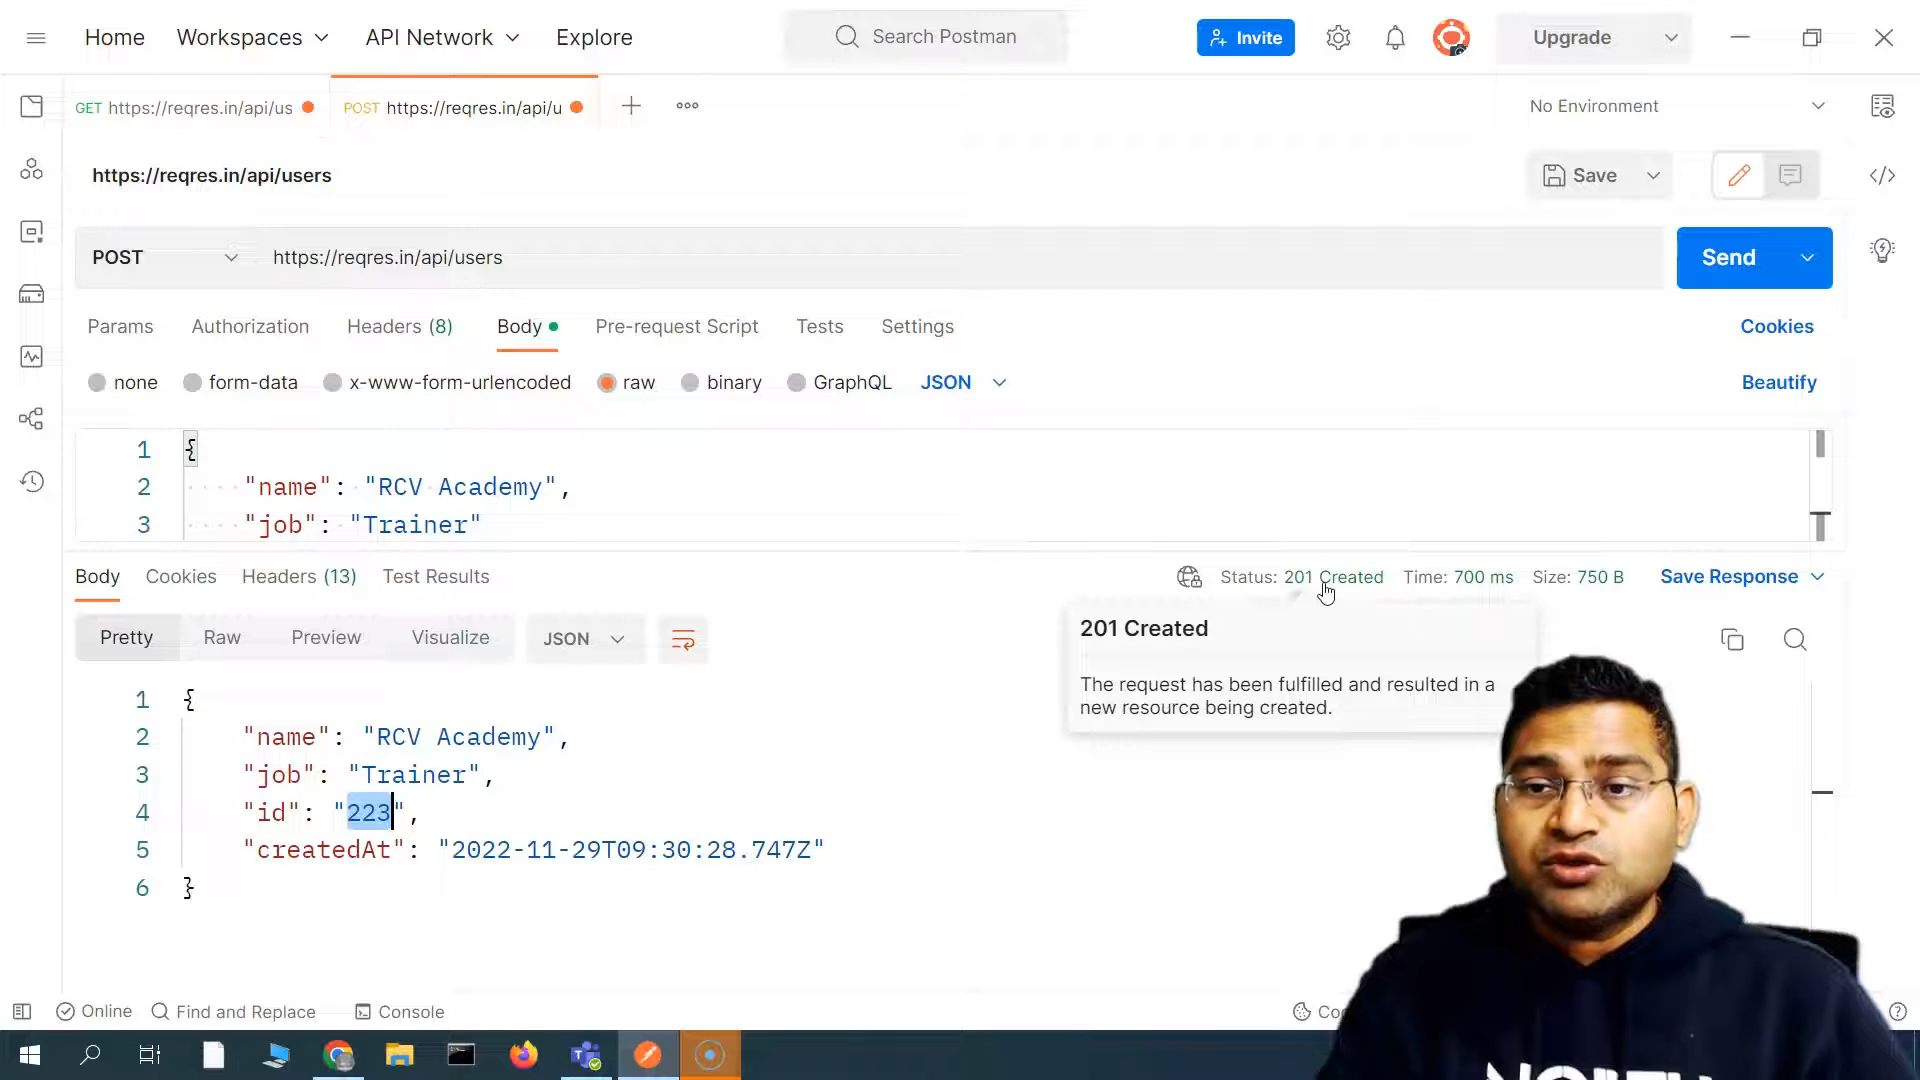 Home Workspaces API Network Explore Search Postman Invite Upgrade
GET https://reqres.in/api/us POST https://reqres.in/api/u No Environment
https://reqres.in/api/users Save
POST https://reqres.in/api/users Send
Params Authorization Headers (8) Body Pre-request Script Tests Settings Cookies
none form-data x-www-form-urlencoded raw binary GraphQL JSON Beautify
1 {
2 "name": "RCV Academy",
3 "job": "Trainer"
Body Cookies Headers (13) Test Results Status: 201 Created Time: 700 ms Size: 750 B Save Response
Pretty Raw Preview Visualize JSON
201 Created
The request has been fulfilled and resulted in a
new resource being created.
1 {
2 "name": "RCV Academy",
3 "job": "Trainer",
4 "id": "223",
5 "createdAt": "2022-11-29T09:30:28.747Z"
6 }
Online Find and Replace Console